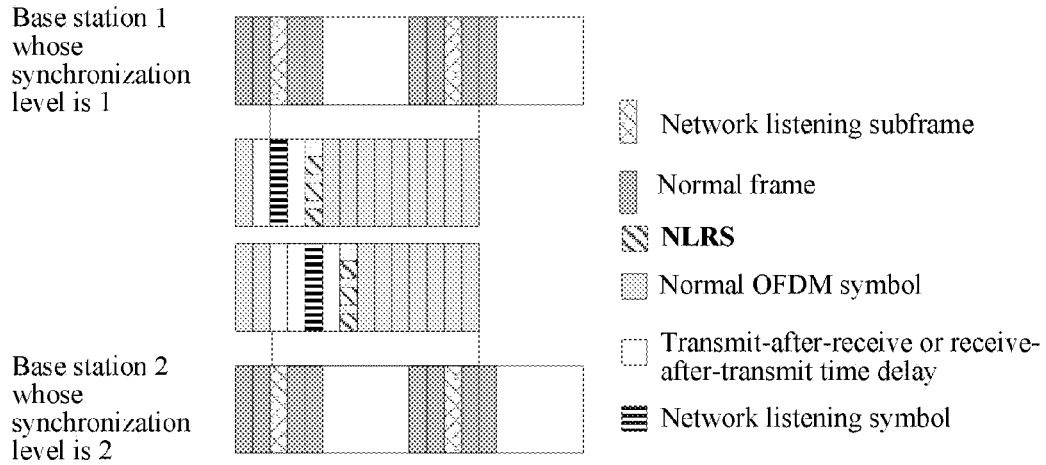 Base station 1
whose
synchronization
level is 1
Network listening subframe
Normal frame
NLRS
Normal OFDM symbol
Transmit-after-receive or receive-
after-transmit time delay
Network listening symbol
Base station 2
whose
synchronization
level is 2